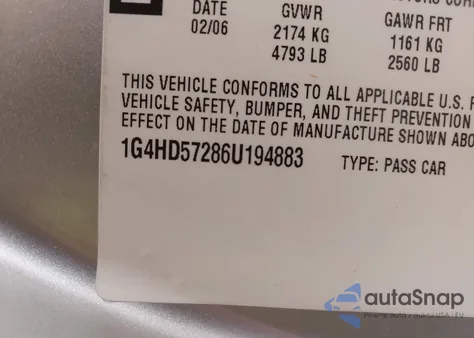 DATE GVWR GAWR FRT
02/06 2174 KG 1161 KG
4793 LB 2560 LB
THIS VEHICLE CONFORMS TO ALL APPLICABLE U.S. F
VEHICLE SAFETY, BUMPER, AND THEFT PREVENTION
EFFECT ON THE DATE OF MANUFACTURE SHOWN ABO
1G4HD57286U194883 TYPE: PASS CAR
autoSnap